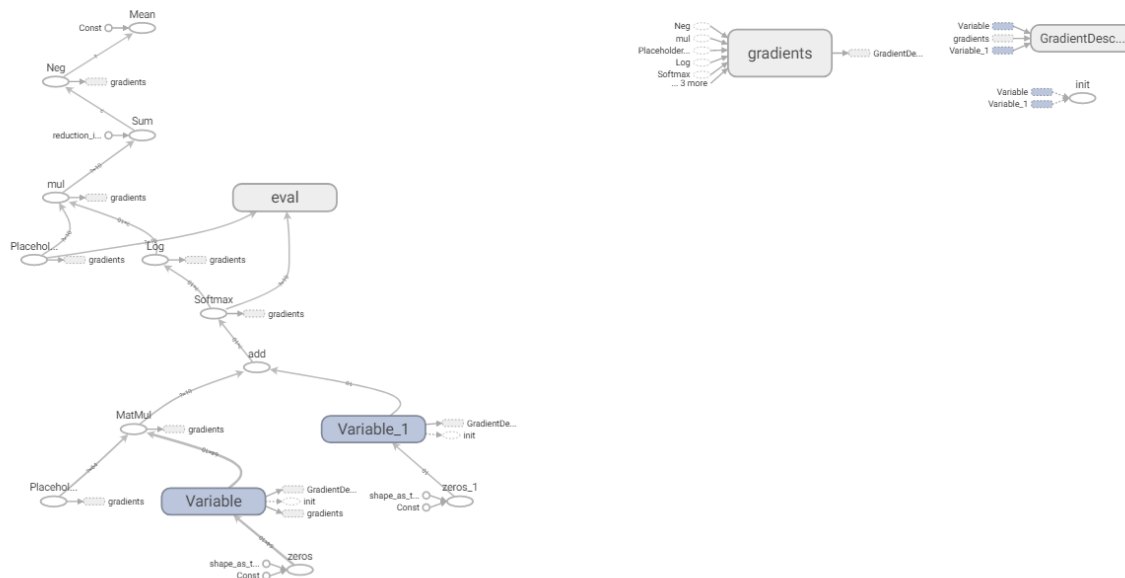 Mean
Const
Neg
gradients
Sum
reduction_i...
mul
gradients
eval
Placehol...
gradients
Log
gradients
Softmax
gradients
add
MatMul
gradients
Variable_1
GradientDe...
init
Placehol...
gradients
Variable
GradientDe...
init
gradients
zeros_1
shape_as_t...
Const
zeros
shape_as_t...
Const
Neg
mul
Placeholder...
Log
Softmax
... 3 more
gradients
GradientDe...
Variable
gradients
Variable_1
GradientDesc...
init
Variable
Variable_1